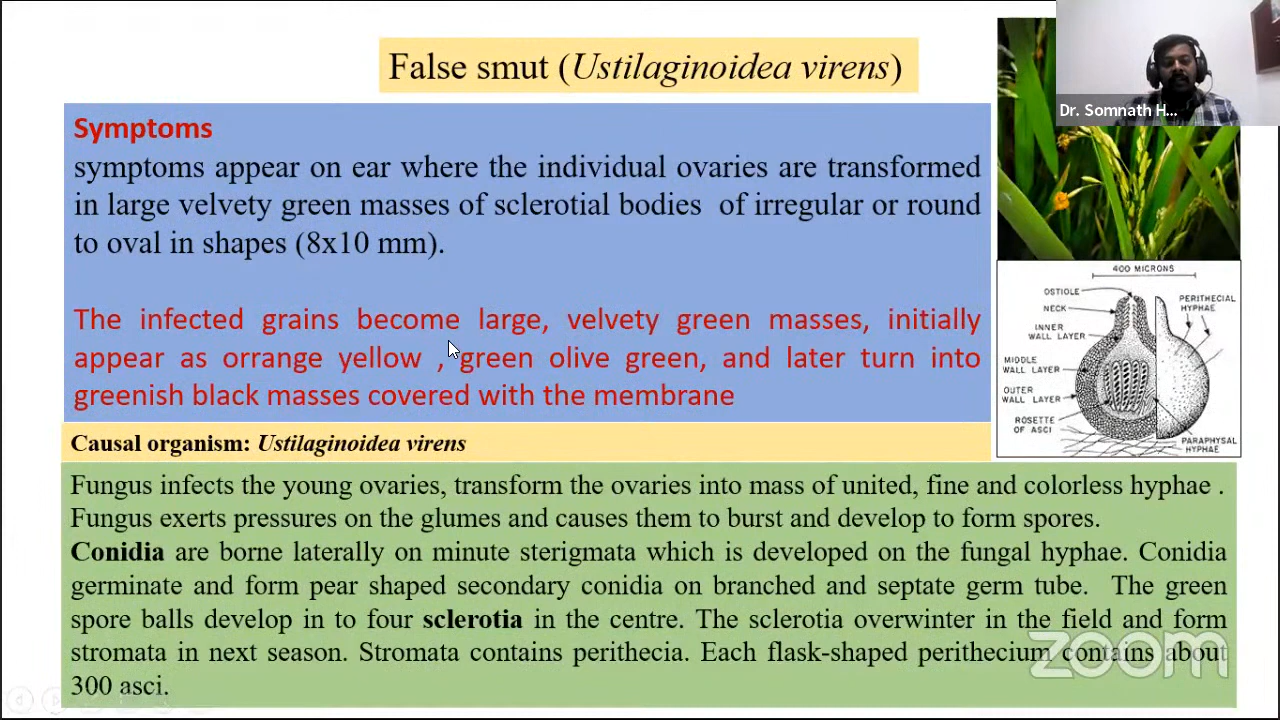 False smut (Ustilaginoidea virens)
Dr. Somnath H...
Symptoms
symptoms appear on ear where the individual ovaries are transformed
in large velvety green masses of sclerotial bodies of irregular or round
to oval in shapes (8x10 mm).
The infected grains become large, velvety green masses, initially
appear as orrange yellow , green olive green, and later turn into
greenish black masses covered with the membrane
400 MICRONS
OSTIOLE
NECK
INNER
WALL LAYER
MIDDLE
WALL LAYER
OUTER
WALL LAYER
ROSETTE
OF ASCI
PERITHECIAL
HYPHAE
PARAPHYSAL
HYPHAE
Causal organism: Ustilaginoidea virens
Fungus infects the young ovaries, transform the ovaries into mass of united, fine and colorless hyphae .
Fungus exerts pressures on the glumes and causes them to burst and develop to form spores.
Conidia are borne laterally on minute sterigmata which is developed on the fungal hyphae. Conidia
germinate and form pear shaped secondary conidia on branched and septate germ tube. The green
spore balls develop in to four sclerotia in the centre. The sclerotia overwinter in the field and form
stromata in next season. Stromata contains perithecia. Each flask-shaped perithecium contains about
300 asci.
zoom